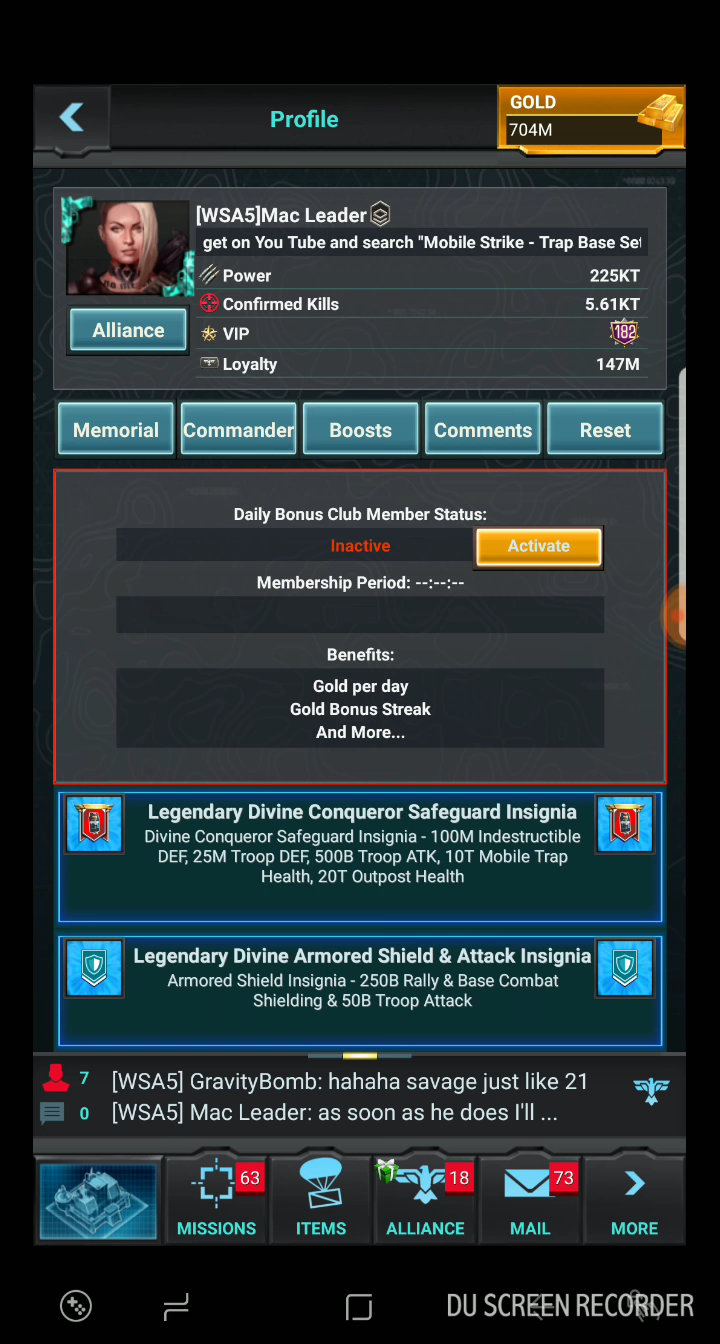 Profile
GOLD
704M
[WSA5]Mac Leader
get on You Tube and search "Mobile Strike - Trap Base Set
Power 225KT
Confirmed Kills 5.61KT
VIP 182
Loyalty 147M
Alliance
Memorial Commander Boosts Comments Reset
Daily Bonus Club Member Status:
Inactive Activate
Membership Period: --:--:--
Benefits:
Gold per day
Gold Bonus Streak
And More...
Legendary Divine Conqueror Safeguard Insignia
Divine Conqueror Safeguard Insignia - 100M Indestructible
DEF, 25M Troop DEF, 500B Troop ATK, 10T Mobile Trap
Health, 20T Outpost Health
Legendary Divine Armored Shield & Attack Insignia
Armored Shield Insignia - 250B Rally & Base Combat
Shielding & 50B Troop Attack
7 [WSA5] GravityBomb: hahaha savage just like 21
0 [WSA5] Mac Leader: as soon as he does I'll ...
63 18 73
MISSIONS ITEMS ALLIANCE MAIL MORE
DU SCREEN RECORDER